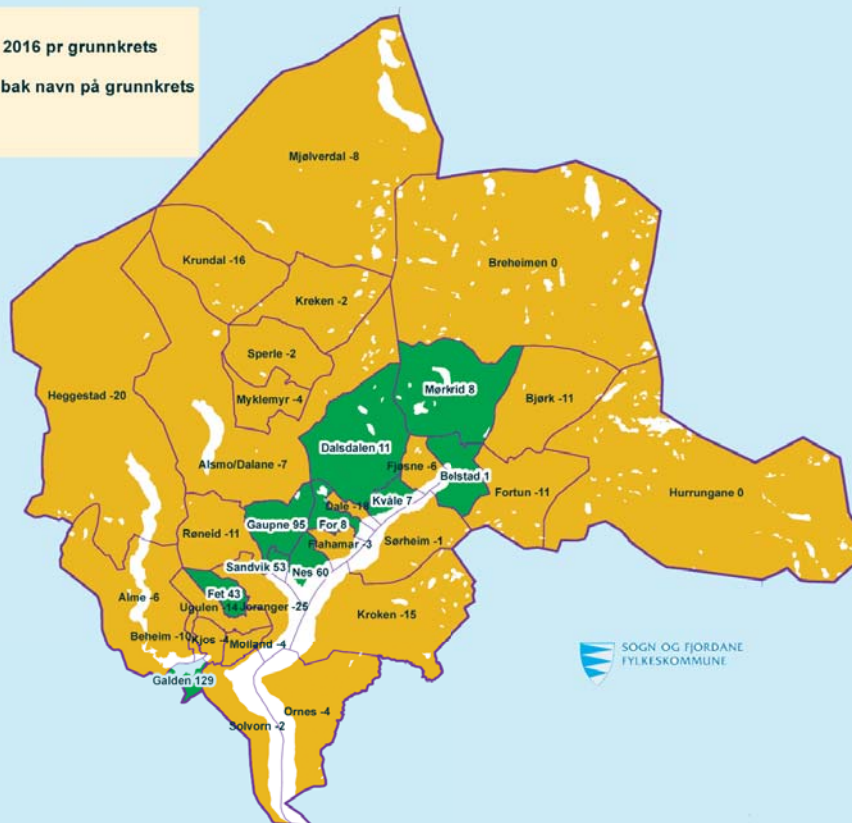 2016 pr grunnkrets
bak navn på grunnkrets
Mjølverdal -8
Krundal -16
Breheimen 0
Kreken -2
Sperle -2
Mørkrid 8
Heggestad -20
Myklemyr -4
Bjørk -11
Dalsdalen 11
Alsmo/Dalane -7
Fjøsne -6
Bolstad 1
Fortun -11
Hurrungane 0
Kvåle 7
Røneid -11
Gaupne 95
For 8
Flahamar -3
Sørheim -1
Sandvik 53
Nes 60
Alme -6
Fet 43
Ugulen -14
Joranger -25
Kroken -15
Beheim -10
Kjos -4
Molland -4
SOGN OG FJORDANE
FYLKESKOMMUNE
Galden 129
Ornes -4
Solvorn -2